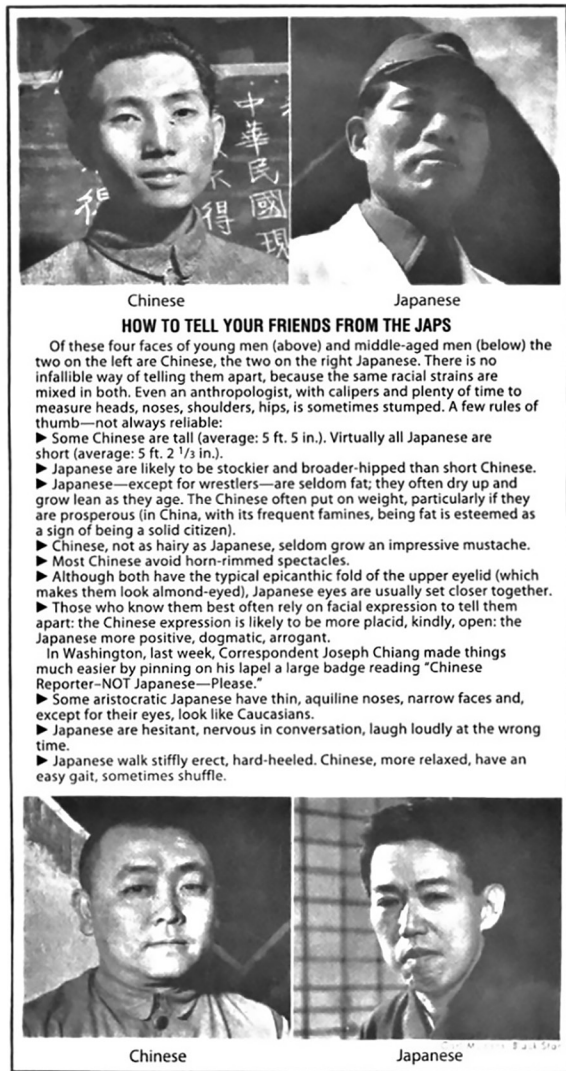 中華民國現
不得
得
Chinese
Japanese
HOW TO TELL YOUR FRIENDS FROM THE JAPS
Of these four faces of young men (above) and middle-aged men (below) the
two on the left are Chinese, the two on the right Japanese. There is no
infallible way of telling them apart, because the same racial strains are
mixed in both. Even an anthropologist, with calipers and plenty of time to
measure heads, noses, shoulders, hips, is sometimes stumped. A few rules of
thumb—not always reliable:
► Some Chinese are tall (average: 5 ft. 5 in.). Virtually all Japanese are
short (average: 5 ft. 2 1/3 in.).
► Japanese are likely to be stockier and broader-hipped than short Chinese.
► Japanese—except for wrestlers—are seldom fat; they often dry up and
grow lean as they age. The Chinese often put on weight, particularly if they
are prosperous (in China, with its frequent famines, being fat is esteemed as
a sign of being a solid citizen).
► Chinese, not as hairy as Japanese, seldom grow an impressive mustache.
► Most Chinese avoid horn-rimmed spectacles.
► Although both have the typical epicanthic fold of the upper eyelid (which
makes them look almond-eyed), Japanese eyes are usually set closer together.
► Those who know them best often rely on facial expression to tell them
apart: the Chinese expression is likely to be more placid, kindly, open: the
Japanese more positive, dogmatic, arrogant.
In Washington, last week, Correspondent Joseph Chiang made things
much easier by pinning on his lapel a large badge reading "Chinese
Reporter–NOT Japanese—Please."
► Some aristocratic Japanese have thin, aquiline noses, narrow faces and,
except for their eyes, look like Caucasians.
► Japanese are hesitant, nervous in conversation, laugh loudly at the wrong
time.
► Japanese walk stiffly erect, hard-heeled. Chinese, more relaxed, have an
easy gait, sometimes shuffle.
Chinese
Japanese